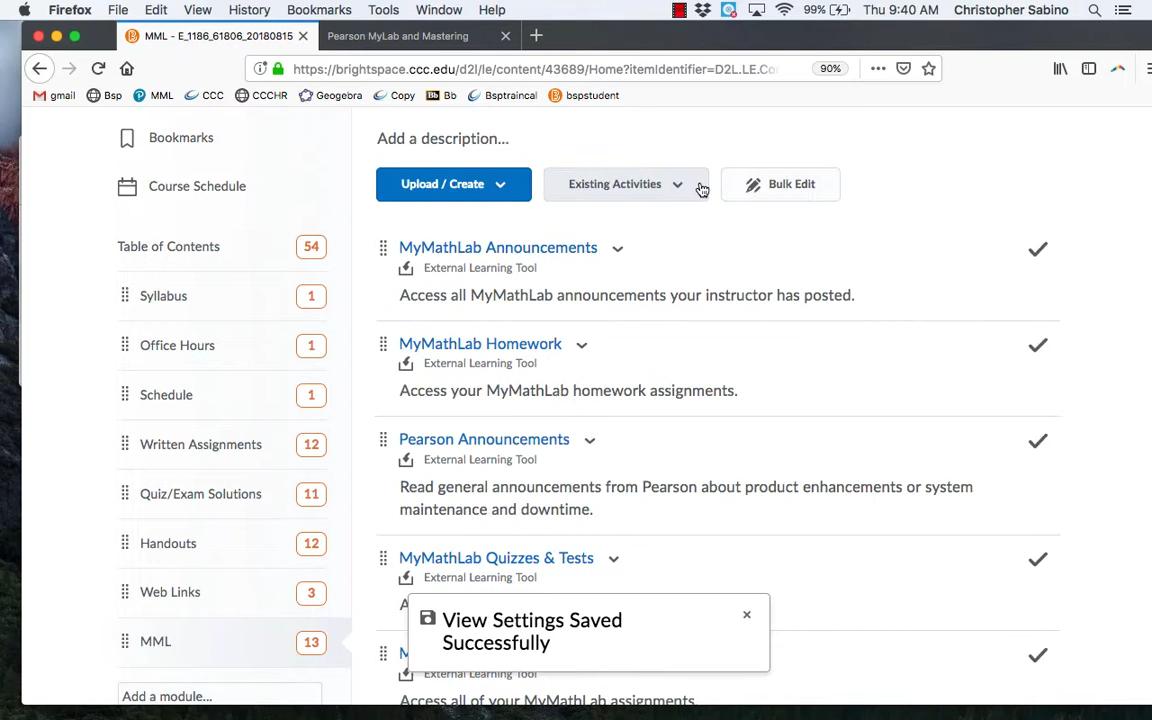 Firefox File Edit View History Bookmarks Tools Window Help 99% Thu 9:40 AM Christopher Sabino
MML - E_1186_61806_20180815 Pearson MyLab and Mastering
https://brightspace.ccc.edu/d2l/le/content/43689/Home?itemIdentifier=D2L.LE.Co 90%
gmail Bsp MML CCC CCCHR Geogebra Copy Bb Bb Bsptraincal bspstudent
Bookmarks
Course Schedule
Table of Contents 54
Syllabus 1
Office Hours 1
Schedule 1
Written Assignments 12
Quiz/Exam Solutions 11
Handouts 12
Web Links 3
MML 13
Add a module...
Add a description...
Upload / Create Existing Activities Bulk Edit
MyMathLab Announcements
External Learning Tool
Access all MyMathLab announcements your instructor has posted.
MyMathLab Homework
External Learning Tool
Access your MyMathLab homework assignments.
Pearson Announcements
External Learning Tool
Read general announcements from Pearson about product enhancements or system
maintenance and downtime.
MyMathLab Quizzes & Tests
External Learning Tool
View Settings Saved
Successfully
External Learning Tool
Access all of your MyMathLab assignments.